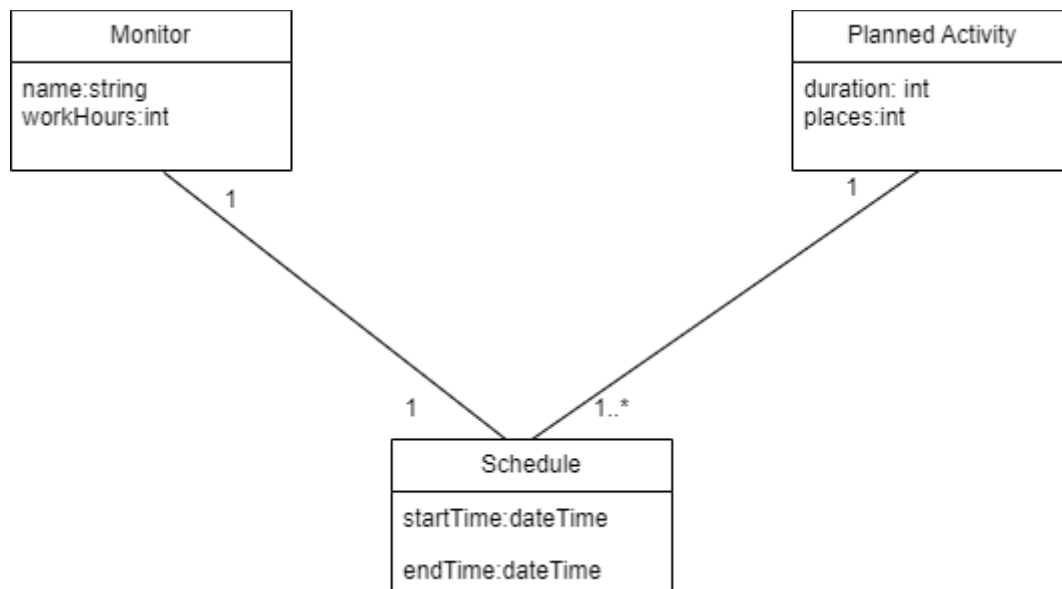 Monitor
name:string
workHours:int
Planned Activity
duration: int
places:int
1
1
1
1..*
Schedule
startTime:dateTime
endTime:dateTime